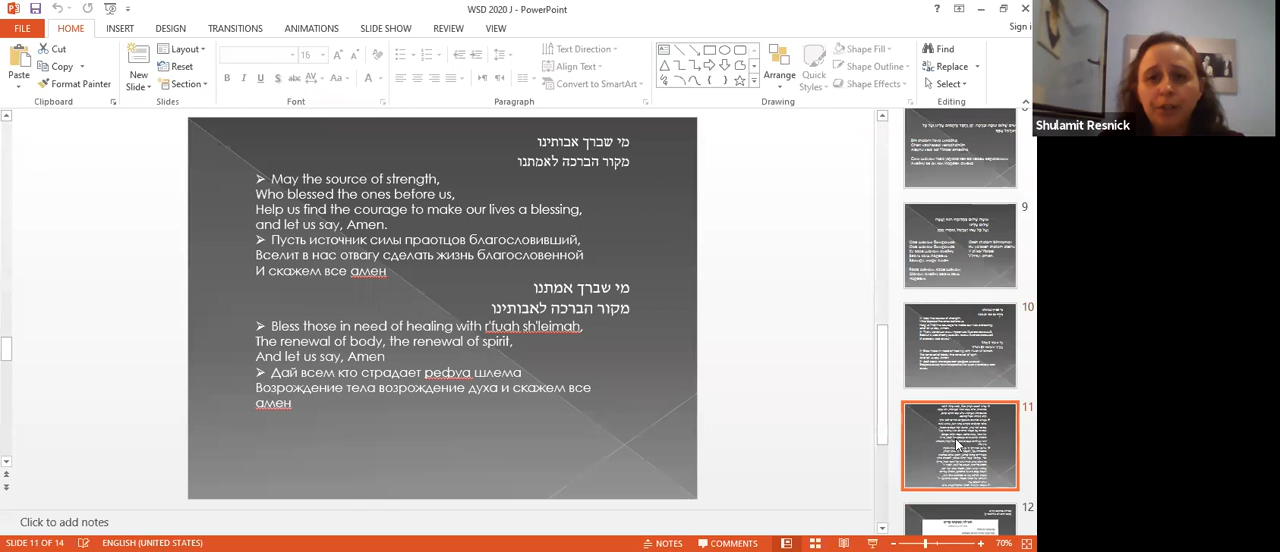 WSD 2020 J - PowerPoint
Sign in
FILE HOME INSERT DESIGN TRANSITIONS ANIMATIONS SLIDE SHOW REVIEW VIEW
Cut
Copy
Format Painter
Paste
Clipboard
New Slide
Layout
Reset
Section
Slides
16
Font
Text Direction
Align Text
Convert to SmartArt
Paragraph
Arrange
Quick Styles
Shape Fill
Shape Outline
Shape Effects
Drawing
Find
Replace
Select
Editing
Shulamit Resnick
מי שברך אבותינו
מקור הברכה לאמתנו
➢ May the source of strength,
Who blessed the ones before us,
Help us find the courage to make our lives a blessing,
and let us say, Amen.
➢ Пусть источник силы праотцов благословивший,
Вселит в нас отвагу сделать жизнь благословенной
И скажем все амен
מי שברך אמתנו
מקור הברכה לאבותינו
➢ Bless those in need of healing with r'fuah sh'leimah,
The renewal of body, the renewal of spirit,
And let us say, Amen
➢ Дай всем кто страдает рефуа шлема
Возрождение тела возрождение духа и скажем все
амен
9
10
11
12
Click to add notes
SLIDE 11 OF 14 ENGLISH (UNITED STATES) NOTES COMMENTS 70%